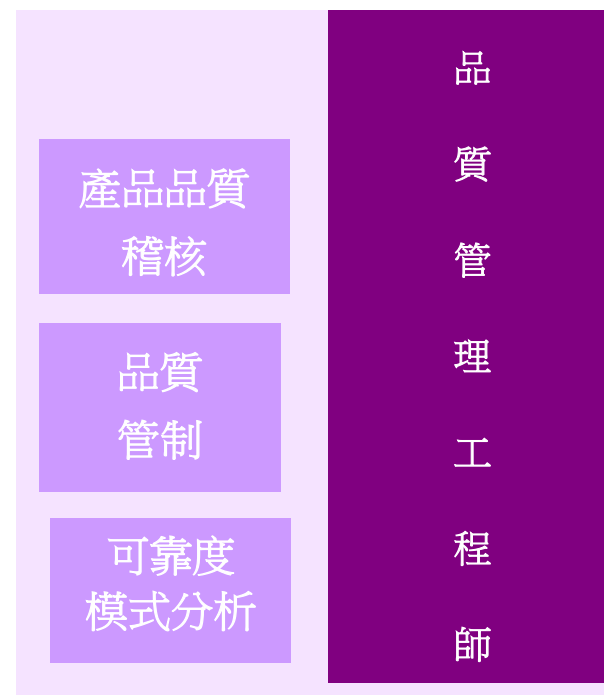 產品品質
稽核
品質
管制
可靠度
模式分析
品質管理工程師